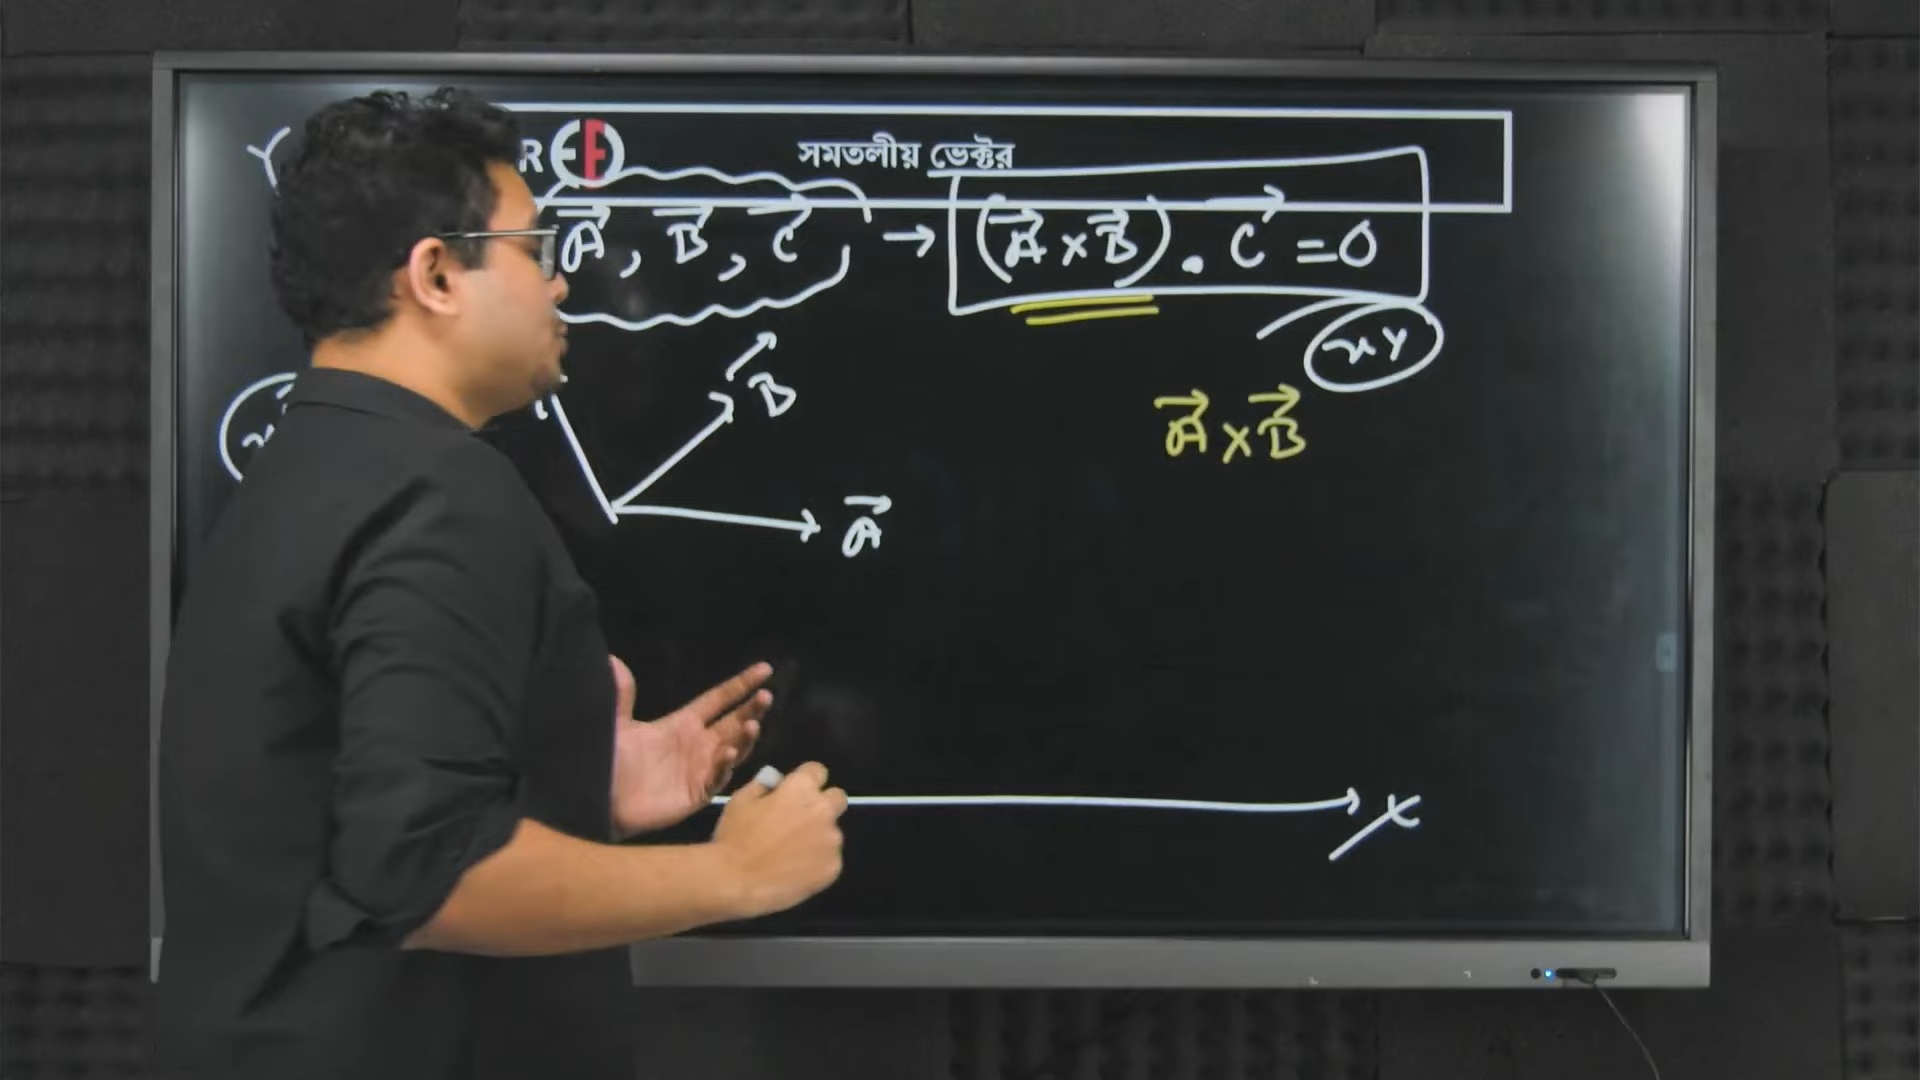 Y
R E সমতলীয় ভেক্টর
A⃗, B⃗, C⃗ → (A⃗ × B⃗) . C⃗ = 0
xy
B⃗
A⃗ × B⃗
A⃗
X